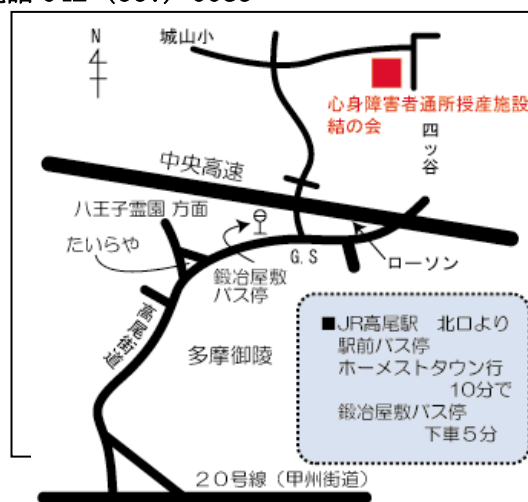 N
城山小
心身障害者通所授産施設
結の会
四ッ谷
中央高速
八王子霊園 方面
たいらや
鍛冶屋敷
バス停
G.S
ローソン
高尾街道
多摩御陵
■JR高尾駅 北口より
駅前バス停
ホーメストタウン行
10分で
鍛冶屋敷バス停
下車5分
20号線(甲州街道)